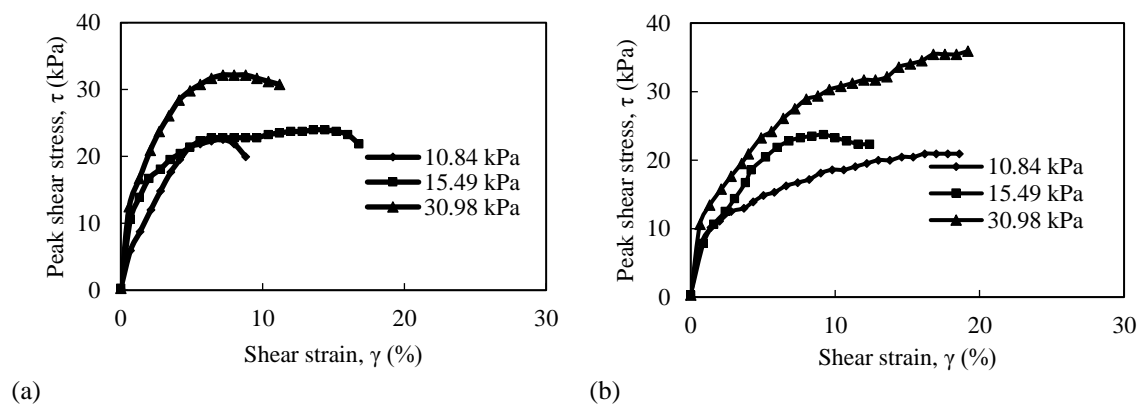 40
30
20
10
0
0
10
20
30
Peak shear stress, τ (kPa)
Shear strain, γ (%)
10.84 kPa
15.49 kPa
30.98 kPa
(a)
40
30
20
10
0
0
10
20
30
Peak shear stress, τ (kPa)
Shear strain, γ (%)
10.84 kPa
15.49 kPa
30.98 kPa
(b)